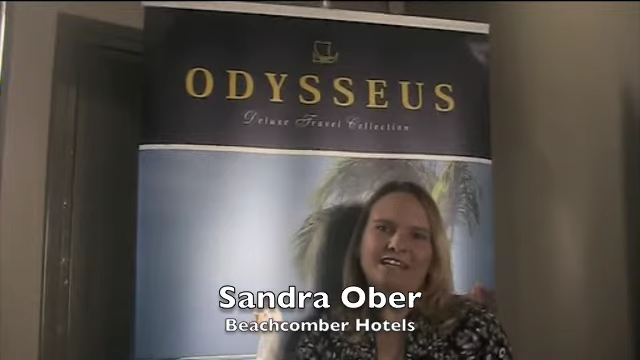 ODYSSEUS
Deluxe Travel Collection
Sandra Ober
Beachcomber Hotels